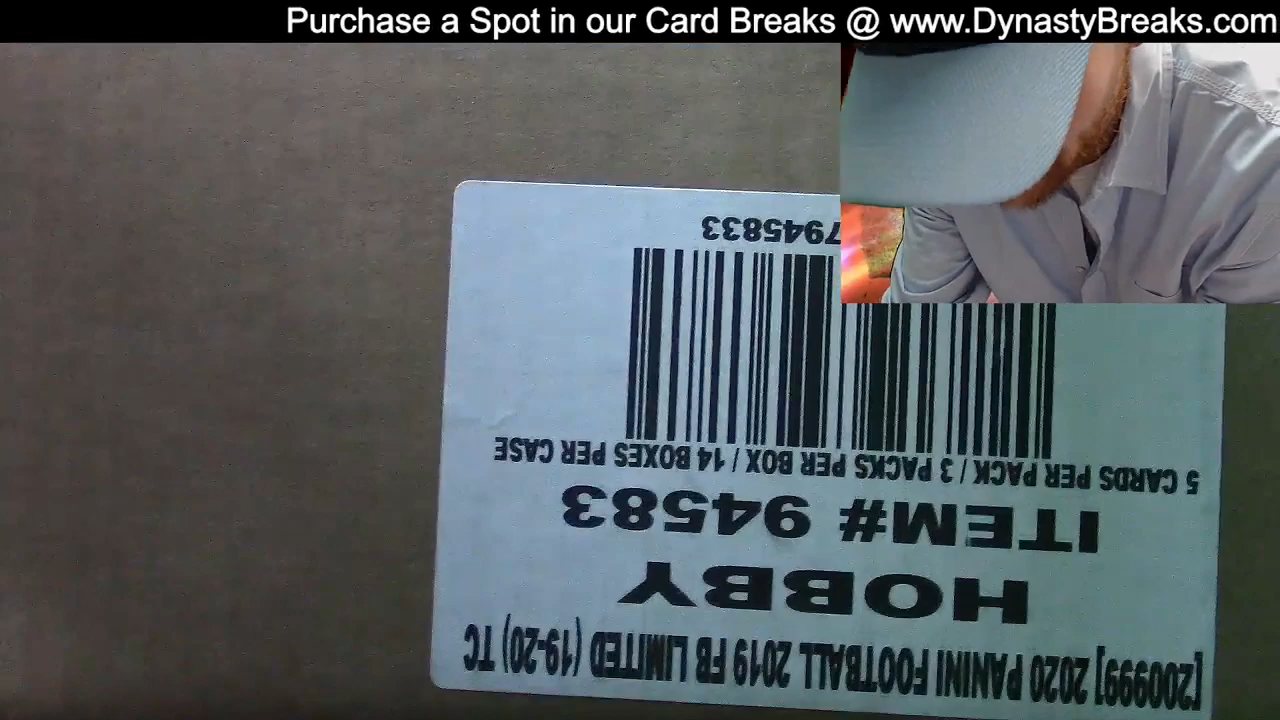 Purchase a Spot in our Card Breaks @ www.DynastyBreaks.com
[200999] 2020 PANINI FOOTBALL 2019 FB LIMITED (19-20) TC
HOBBY
ITEM# 94583
5 CARDS PER PACK / 3 PACKS PER BOX / 14 BOXES PER CASE
7945833